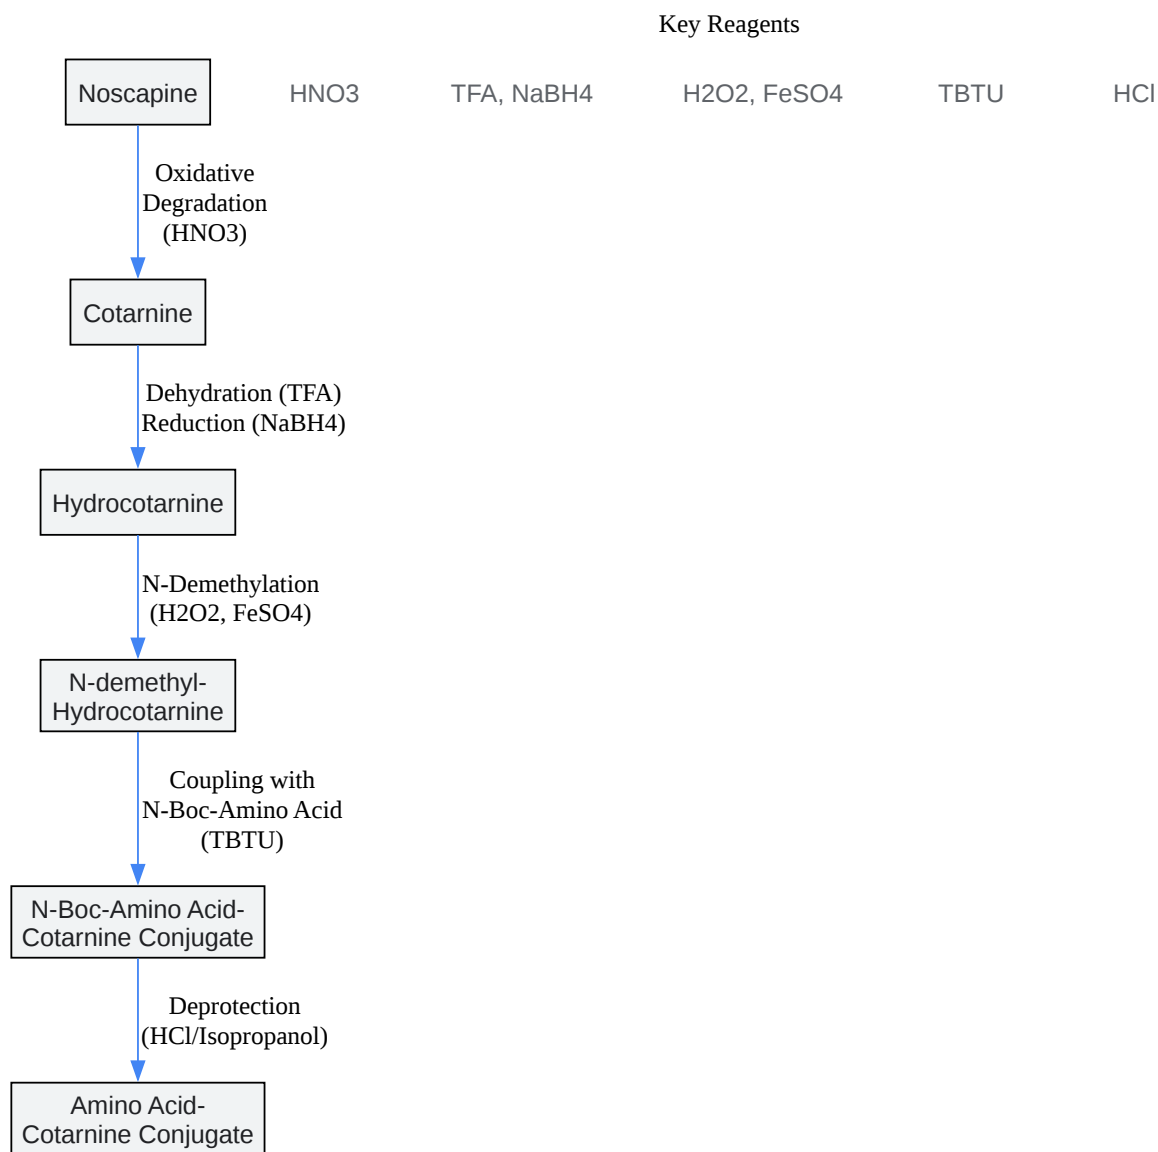 Key Reagents
Noscapine
HNO3
TFA, NaBH4
H2O2, FeSO4
TBTU
HCl
Oxidative
Degradation
(HNO3)
Cotarnine
Dehydration (TFA)
Reduction (NaBH4)
Hydrocotarnine
N-Demethylation
(H2O2, FeSO4)
N-demethyl-
Hydrocotarnine
Coupling with
N-Boc-Amino Acid
(TBTU)
N-Boc-Amino Acid-
Cotarnine Conjugate
Deprotection
(HCl/Isopropanol)
Amino Acid-
Cotarnine Conjugate